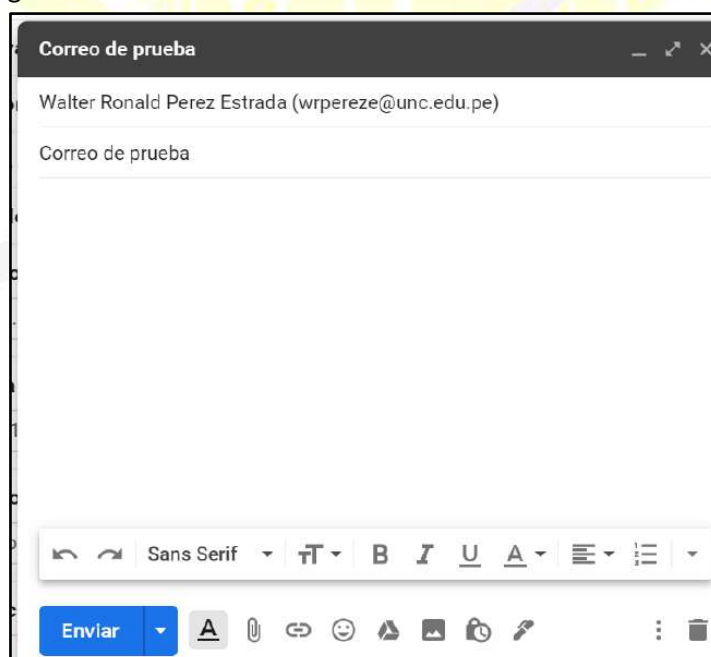 Correo de prueba
Walter Ronald Perez Estrada (wrpereze@unc.edu.pe)
Correo de prueba
Sans Serif
B I U A
Enviar A